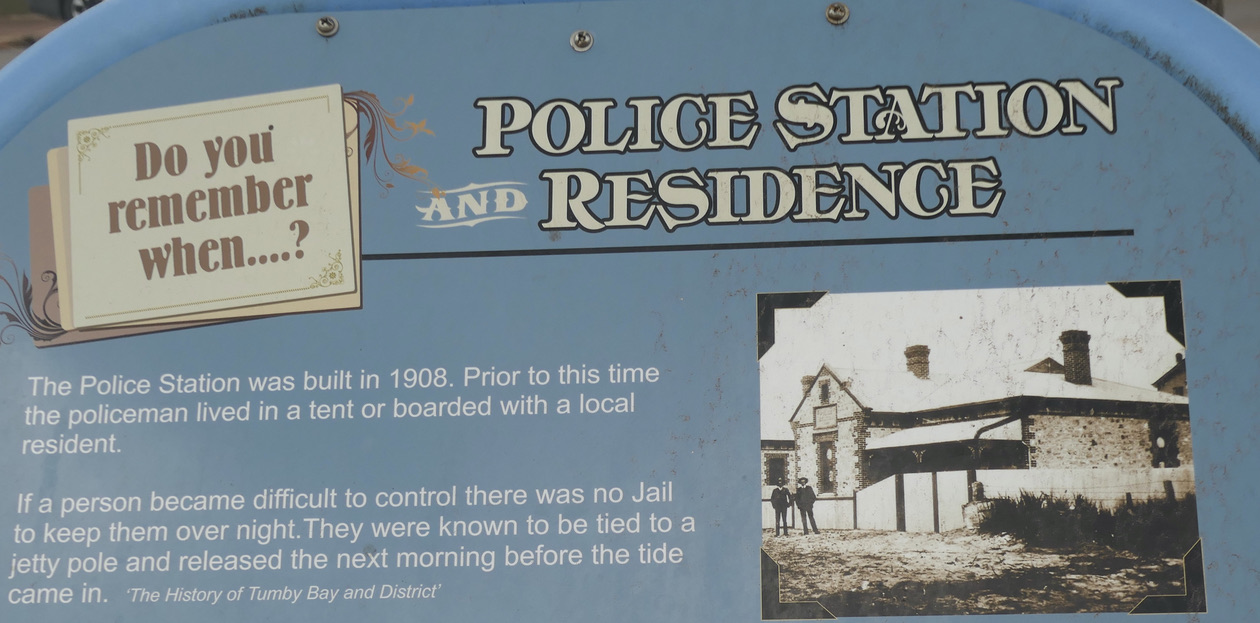 Do you
remember
when....?
POLICE STATION
AND RESIDENCE
The Police Station was built in 1908. Prior to this time
the policeman lived in a tent or boarded with a local
resident.
If a person became difficult to control there was no Jail
to keep them over night.They were known to be tied to a
jetty pole and released the next morning before the tide
came in. 'The History of Tumby Bay and District'